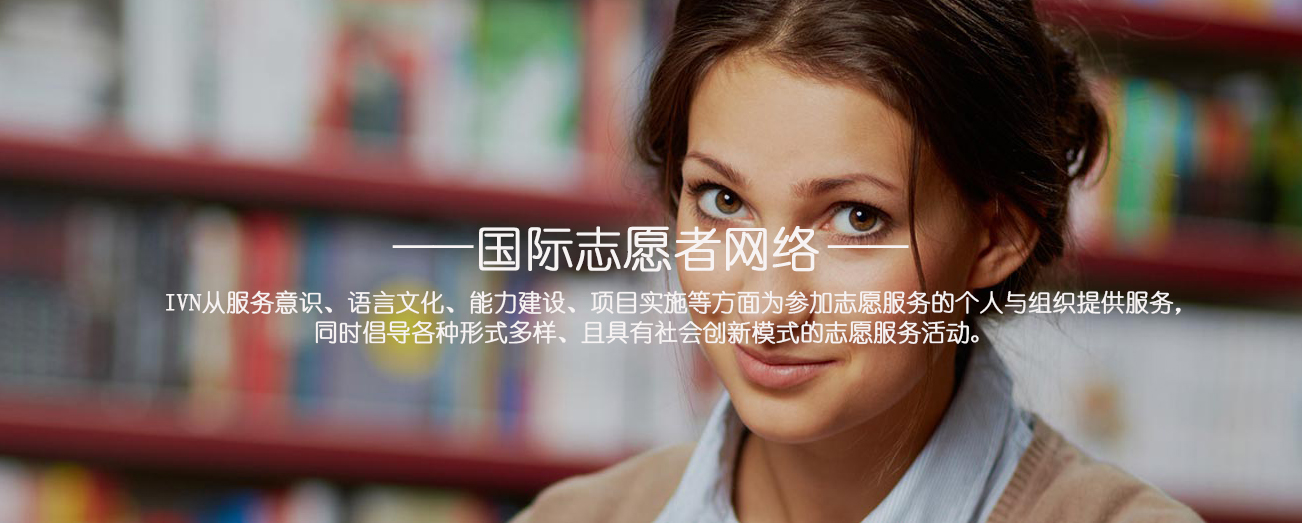 ——国际志愿者网络——
IVN从服务意识、语言文化、能力建设、项目实施等方面为参加志愿服务的个人与组织提供服务，
同时倡导各种形式多样、且具有社会创新模式的志愿服务活动。